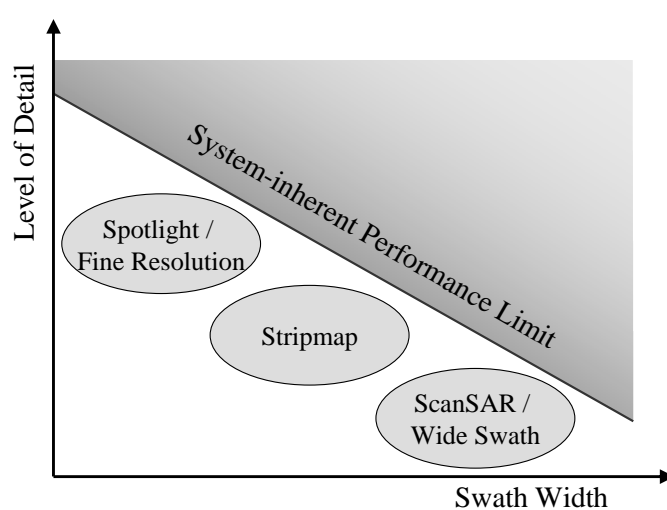 Level of Detail
System-inherent Performance Limit
Spotlight /
Fine Resolution
Stripmap
ScanSAR /
Wide Swath
Swath Width